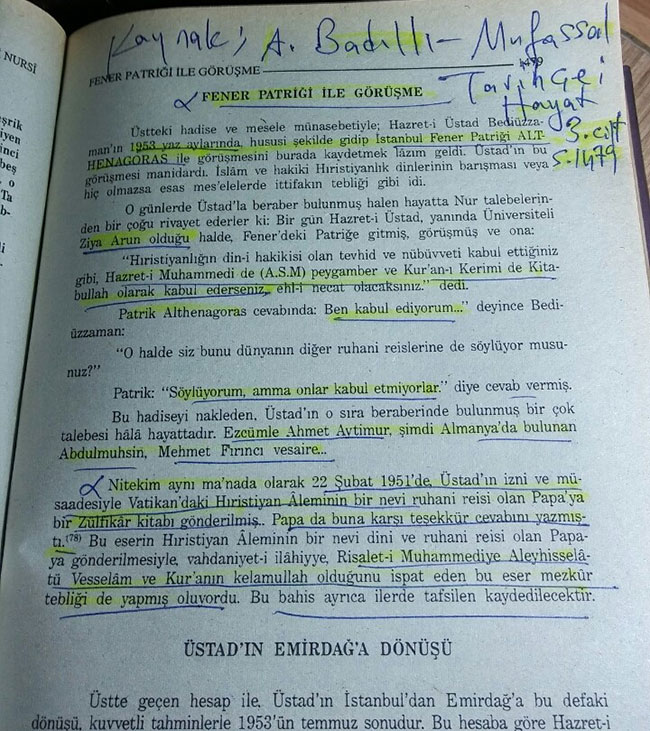 Kaynak; A. Badıllı - Mufassal
Tarihçei
Hayat
3. cilt
s. 1479
NURSÎ
FENER PATRİĞİ İLE GÖRÜŞME
1479
FENER PATRİĞİ İLE GÖRÜŞME
Üstteki hadise ve mesele münasebetiyle; Hazret-i Üstad Bediüzza-
man'ın 1953 yaz aylarında, hususi şekilde gidip İstanbul Fener Patriği ALT-
HENAGORAS ile görüşmesini burada kaydetmek lâzım geldi. Üstad'ın bu
görüşmesi manidardı. İslâm ve hakiki Hıristiyanlık dinlerinin barışması veya
hiç olmazsa esas mes'elelerde ittifakın tebliği gibi idi.
O günlerde Üstad'la beraber bulunmuş halen hayatta Nur talebelerin-
den bir çoğu rivayet ederler ki: Bir gün Hazret-i Üstad, yanında Üniversiteli
Ziya Arun olduğu halde, Fener'deki Patriğe gitmiş, görüşmüş ve ona:
"Hıristiyanlığın din-i hakikisi olan tevhid ve nübüvveti kabul ettiğiniz
gibi, Hazret-i Muhammedi de (A.S.M) peygamber ve Kur'an-ı Kerimi de Kita-
bullah olarak kabul ederseniz, ehl-i necat olacaksınız." dedi.
Patrik Althenagoras cevabında: Ben kabul ediyorum..." deyince Bedi-
üzzaman:
"O halde siz bunu dünyanın diğer ruhani reislerine de söylüyor musu-
nuz?"
Patrik: "Söylüyorum, amma onlar kabul etmiyorlar." diye cevab vermiş.
Bu hadiseyi nakleden, Üstad'ın o sıra beraberinde bulunmuş bir çok
talebesi hâlâ hayattadır. Ezcümle Ahmet Aytimur, şimdi Almanya'da bulunan
Abdulmuhsin, Mehmet Fırıncı vesaire...
Nitekim aynı ma'nada olarak 22 Şubat 1951'de, Üstad'ın izni ve mü-
saadesiyle Vatikan'daki Hıristiyan Âleminin bir nevi ruhani reisi olan Papa'ya
bir Zülfikâr kitabı gönderilmiş.. Papa da buna karşı teşekkür cevabını yazmış-
tı.(78) Bu eserin Hıristiyan Âleminin bir nevi dini ve ruhani reisi olan Papa-
ya gönderilmesiyle, vahdaniyet-i ilâhiyye, Risalet-i Muhammediye Aleyhisselâ-
tü Vesselâm ve Kur'anın kelamullah olduğunu ispat eden bu eser mezkûr
tebliği de yapmış oluyordu. Bu bahis ayrıca ilerde tafsilen kaydedilecektir.
ÜSTAD'IN EMİRDAĞ'A DÖNÜŞÜ
Üstte geçen hesap ile, Üstad'ın İstanbul'dan Emirdağ'a bu defaki
dönüşü, kuvvetli tahminlerle 1953'ün temmuz sonudur. Bu hesaba göre Hazret-i